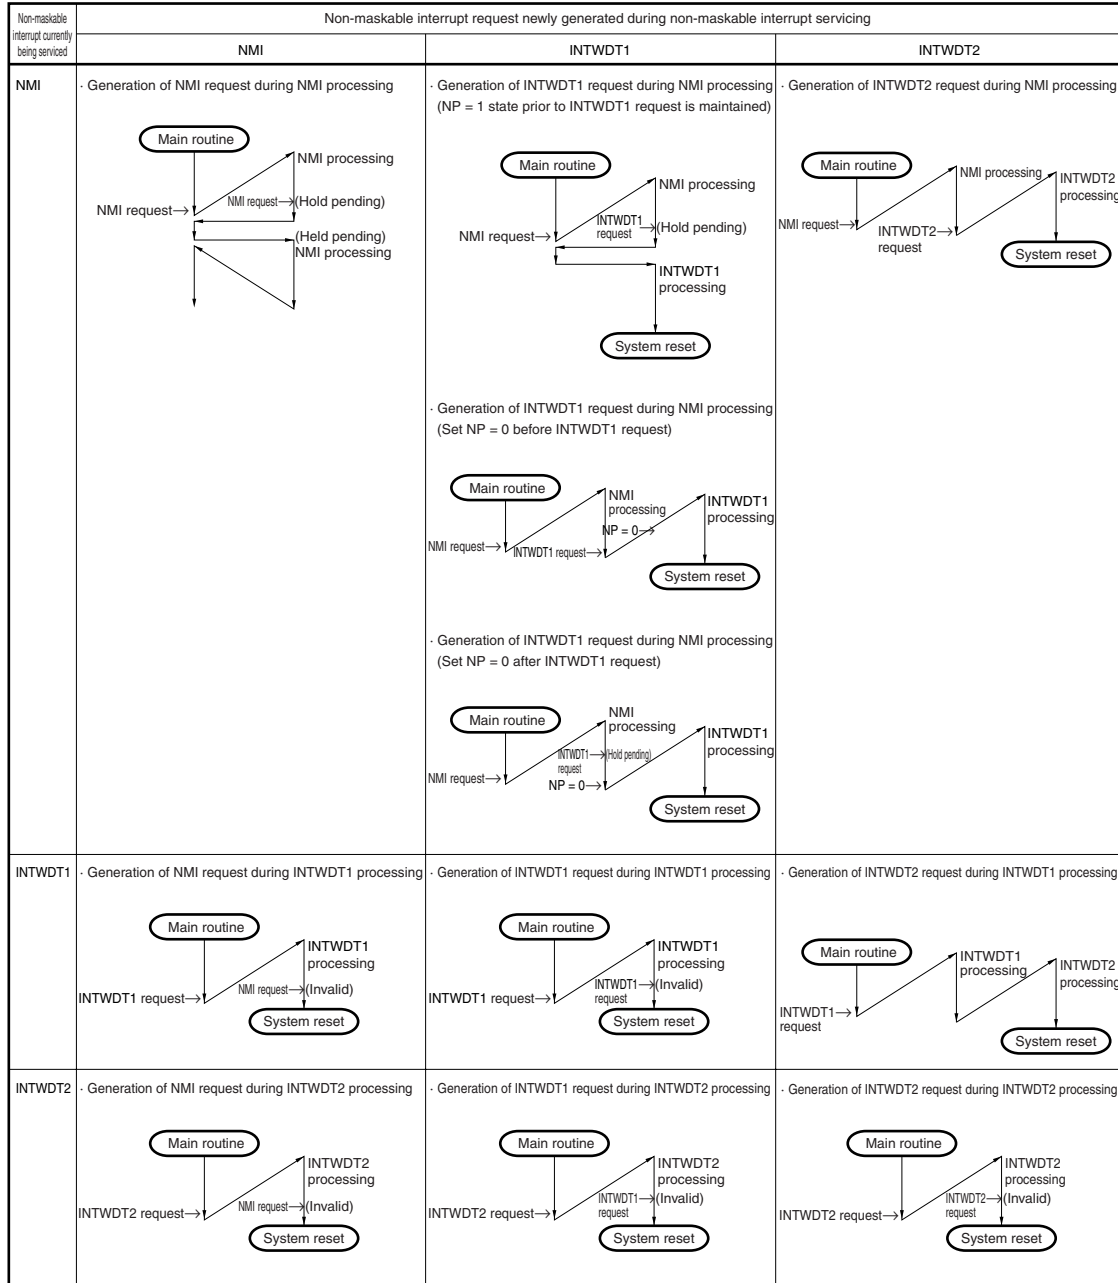 Non-maskable
interrupt currently
being serviced
Non-maskable interrupt request newly generated during non-maskable interrupt servicing
NMI
INTWDT1
INTWDT2
NMI
· Generation of NMI request during NMI processing
Main routine
NMI processing
NMI request
NMI request
(Hold pending)
(Held pending)
NMI processing
· Generation of INTWDT1 request during NMI processing
(NP = 1 state prior to INTWDT1 request is maintained)
Main routine
NMI processing
NMI request
INTWDT1
request
(Hold pending)
INTWDT1
processing
System reset
· Generation of INTWDT1 request during NMI processing
(Set NP = 0 before INTWDT1 request)
Main routine
NMI
processing
INTWDT1
processing
NP = 0
NMI request
INTWDT1 request
System reset
· Generation of INTWDT1 request during NMI processing
(Set NP = 0 after INTWDT1 request)
Main routine
NMI
processing
INTWDT1
processing
INTWDT1
request
(Hold pending)
NMI request
NP = 0
System reset
· Generation of INTWDT2 request during NMI processing
Main routine
NMI processing
INTWDT2
processing
NMI request
INTWDT2
request
System reset
INTWDT1
· Generation of NMI request during INTWDT1 processing
Main routine
INTWDT1
processing
INTWDT1 request
NMI request
(Invalid)
System reset
· Generation of INTWDT1 request during INTWDT1 processing
Main routine
INTWDT1
processing
INTWDT1 request
INTWDT1
request
(Invalid)
System reset
· Generation of INTWDT2 request during INTWDT1 processing
Main routine
INTWDT1
processing
INTWDT2
processing
INTWDT1
request
System reset
INTWDT2
· Generation of NMI request during INTWDT2 processing
Main routine
INTWDT2
processing
INTWDT2 request
NMI request
(Invalid)
System reset
· Generation of INTWDT1 request during INTWDT2 processing
Main routine
INTWDT2
processing
INTWDT2 request
INTWDT1
request
(Invalid)
System reset
· Generation of INTWDT2 request during INTWDT2 processing
Main routine
INTWDT2
processing
INTWDT2 request
INTWDT2
request
(Invalid)
System reset